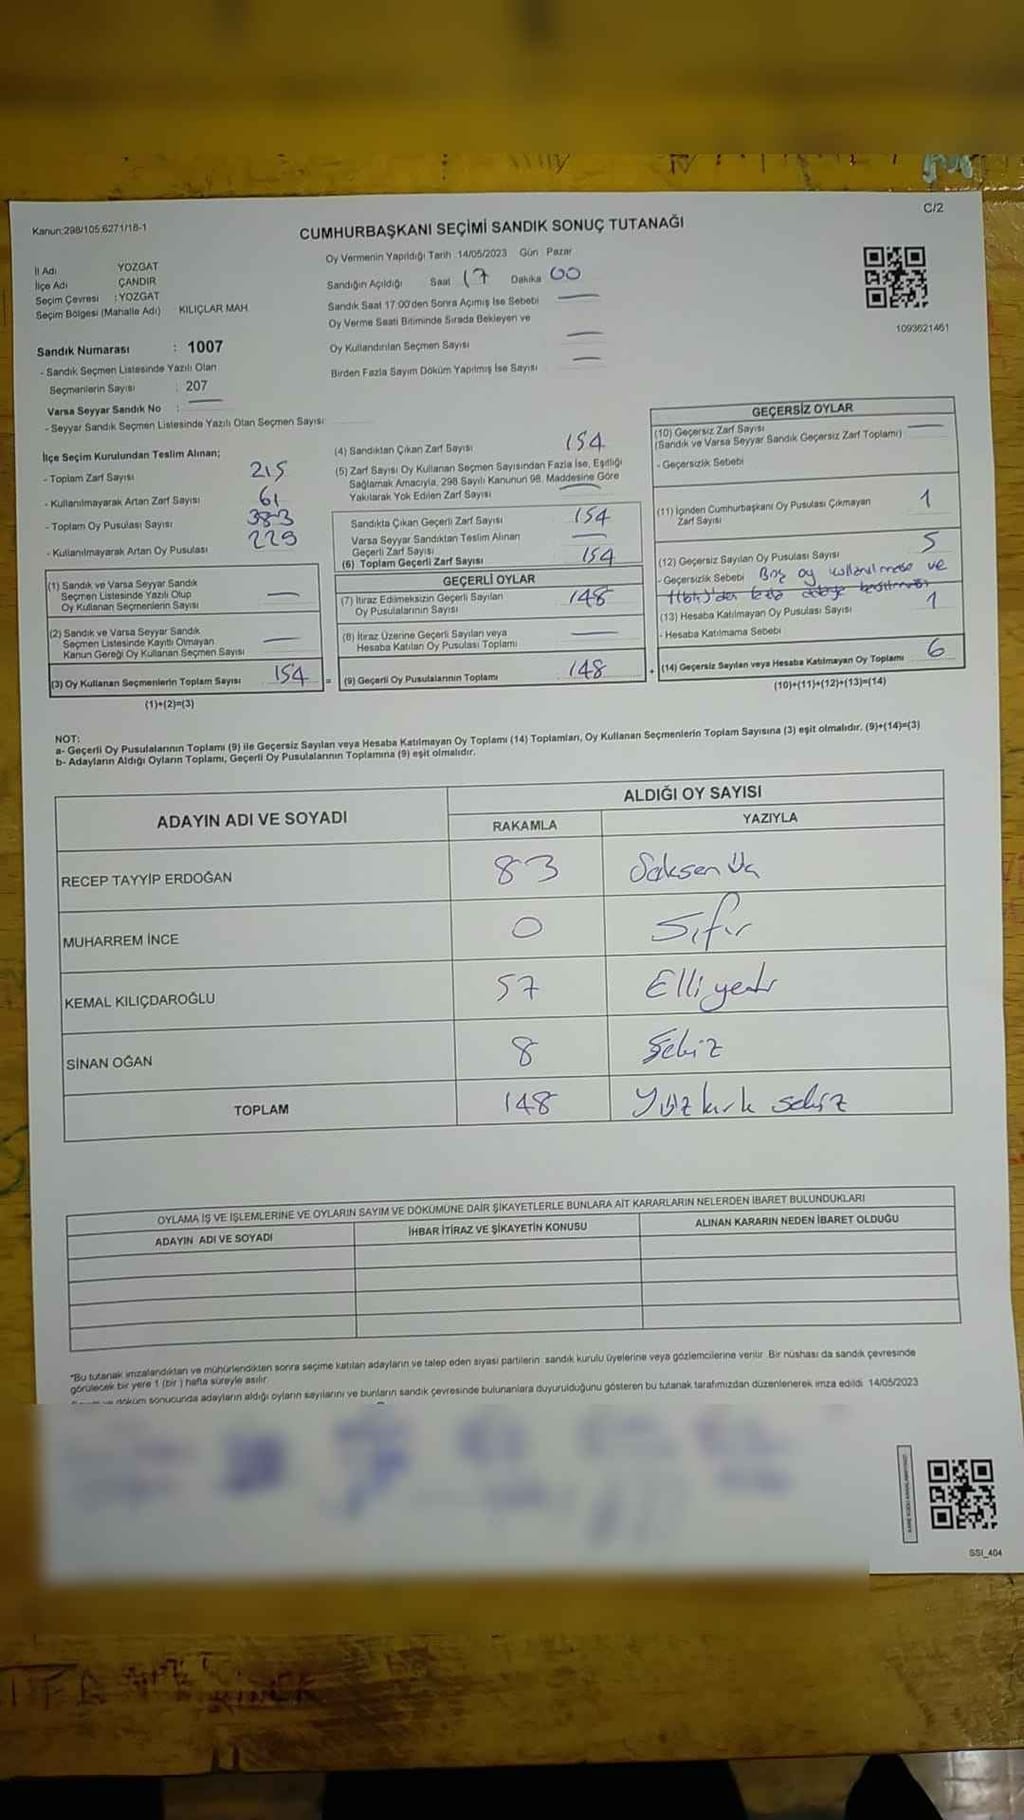 C/2
Kanun;298/105,6271/18-1
CUMHURBAŞKANI SEÇİMİ SANDIK SONUÇ TUTANAĞI
İl Adı YOZGAT
İlçe Adı ÇANDIR
Seçim Çevresi :YOZGAT
Seçim Bölgesi (Mahalle Adı) KILIÇLAR MAH
Sandık Numarası : 1007
- Sandık Seçmen Listesinde Yazılı Olan
Seçmenlerin Sayısı : 207
Varsa Seyyar Sandık No :
- Seyyar Sandık Seçmen Listesinde Yazılı Olan Seçmen Sayısı
Oy Vermenin Yapıldığı Tarih :14/05/2023 Gün Pazar
Sandığın Açıldığı Saat 17 Dakika 00
Sandık Saat 17:00'den Sonra Açılmış İse Sebebi
Oy Verme Saati Bitiminde Sırada Bekleyen ve
Oy Kullandırılan Seçmen Sayısı
Birden Fazla Sayım Döküm Yapılmış İse Sayısı
1093621461
İlçe Seçim Kurulundan Teslim Alınan;
- Toplam Zarf Sayısı 215
- Kullanılmayarak Artan Zarf Sayısı 61
- Toplam Oy Pusulası Sayısı 383
- Kullanılmayarak Artan Oy Pusulası 229
(1) Sandık ve Varsa Seyyar Sandık
Seçmen Listesinde Yazılı Olup
Oy Kullanan Seçmenlerin Sayısı —
(2) Sandık ve Varsa Seyyar Sandık
Seçmen Listesinde Kayıtlı Olmayan
Kanun Gereği Oy Kullanan Seçmen Sayısı —
(3) Oy Kullanan Seçmenlerin Toplam Sayısı 154 =
(1)+(2)=(3)
(4) Sandıktan Çıkan Zarf Sayısı 154
(5) Zarf Sayısı Oy Kullanan Seçmen Sayısından Fazla İse, Eşitliği
Sağlamak Amacıyla, 298 Sayılı Kanunun 98. Maddesine Göre
Yakılarak Yok Edilen Zarf Sayısı
Sandıkta Çıkan Geçerli Zarf Sayısı 154
Varsa Seyyar Sandıktan Teslim Alınan
Geçerli Zarf Sayısı —
(6) Toplam Geçerli Zarf Sayısı 154
GEÇERLİ OYLAR
(7) İtiraz Edilmeksizin Geçerli Sayılan
Oy Pusulalarının Sayısı 148
(8) İtiraz Üzerine Geçerli Sayılan veya
Hesaba Katılan Oy Pusulası Toplamı —
(9) Geçerli Oy Pusulalarının Toplamı 148 +
GEÇERSİZ OYLAR
(10) Geçersiz Zarf Sayısı —
(Sandık ve Varsa Seyyar Sandık Geçersiz Zarf Toplamı)
- Geçersizlik Sebebi
(11) İçinden Cumhurbaşkanı Oy Pusulası Çıkmayan
Zarf Sayısı 1
(12) Geçersiz Sayılan Oy Pusulası Sayısı 5
- Geçersizlik Sebebi Boş oy kullanılması ve
1(bir)'den fazla adaya basılması
(13) Hesaba Katılmayan Oy Pusulası Sayısı 1
- Hesaba Katılmama Sebebi
(14) Geçersiz Sayılan veya Hesaba Katılmayan Oy Toplamı 6
(10)+(11)+(12)+(13)=(14)
NOT:
a- Geçerli Oy Pusulalarının Toplamı (9) ile Geçersiz Sayılan veya Hesaba Katılmayan Oy Toplamı (14) Toplamları, Oy Kullanan Seçmenlerin Toplam Sayısına (3) eşit olmalıdır. (9)+(14)=(3)
b- Adayların Aldığı Oyların Toplamı, Geçerli Oy Pusulalarının Toplamına (9) eşit olmalıdır.
ADAYIN ADI VE SOYADI ALDIĞI OY SAYISI
RAKAMLA YAZIYLA
RECEP TAYYİP ERDOĞAN 83 Seksen Üç
MUHARREM İNCE 0 Sıfır
KEMAL KILIÇDAROĞLU 57 Elli yedi
SİNAN OĞAN 8 Sekiz
TOPLAM 148 Yüz kırk sekiz
OYLAMA İŞ VE İŞLEMLERİNE VE OYLARIN SAYIM VE DÖKÜMÜNE DAİR ŞİKAYETLERLE BUNLARA AİT KARARLARIN NELERDEN İBARET BULUNDUKLARI
ADAYIN ADI VE SOYADI İHBAR İTİRAZ VE ŞİKAYETİN KONUSU ALINAN KARARIN NEDEN İBARET OLDUĞU
*Bu tutanak imzalandıktan ve mühürlendikten sonra seçime katılan adayların ve talep eden siyasi partilerin sandık kurulu üyelerine veya gözlemcilerine verilir. Bir nüshası da sandık çevresinde
görülecek bir yere 1 (bir) hafta süreyle asılır.
döküm sonucunda adayların aldığı oyların sayılarını ve bunların sandık çevresinde bulunanlara duyurulduğunu gösteren bu tutanak tarafımızdan düzenlenerek imza edildi. 14/05/2023
SSI_404